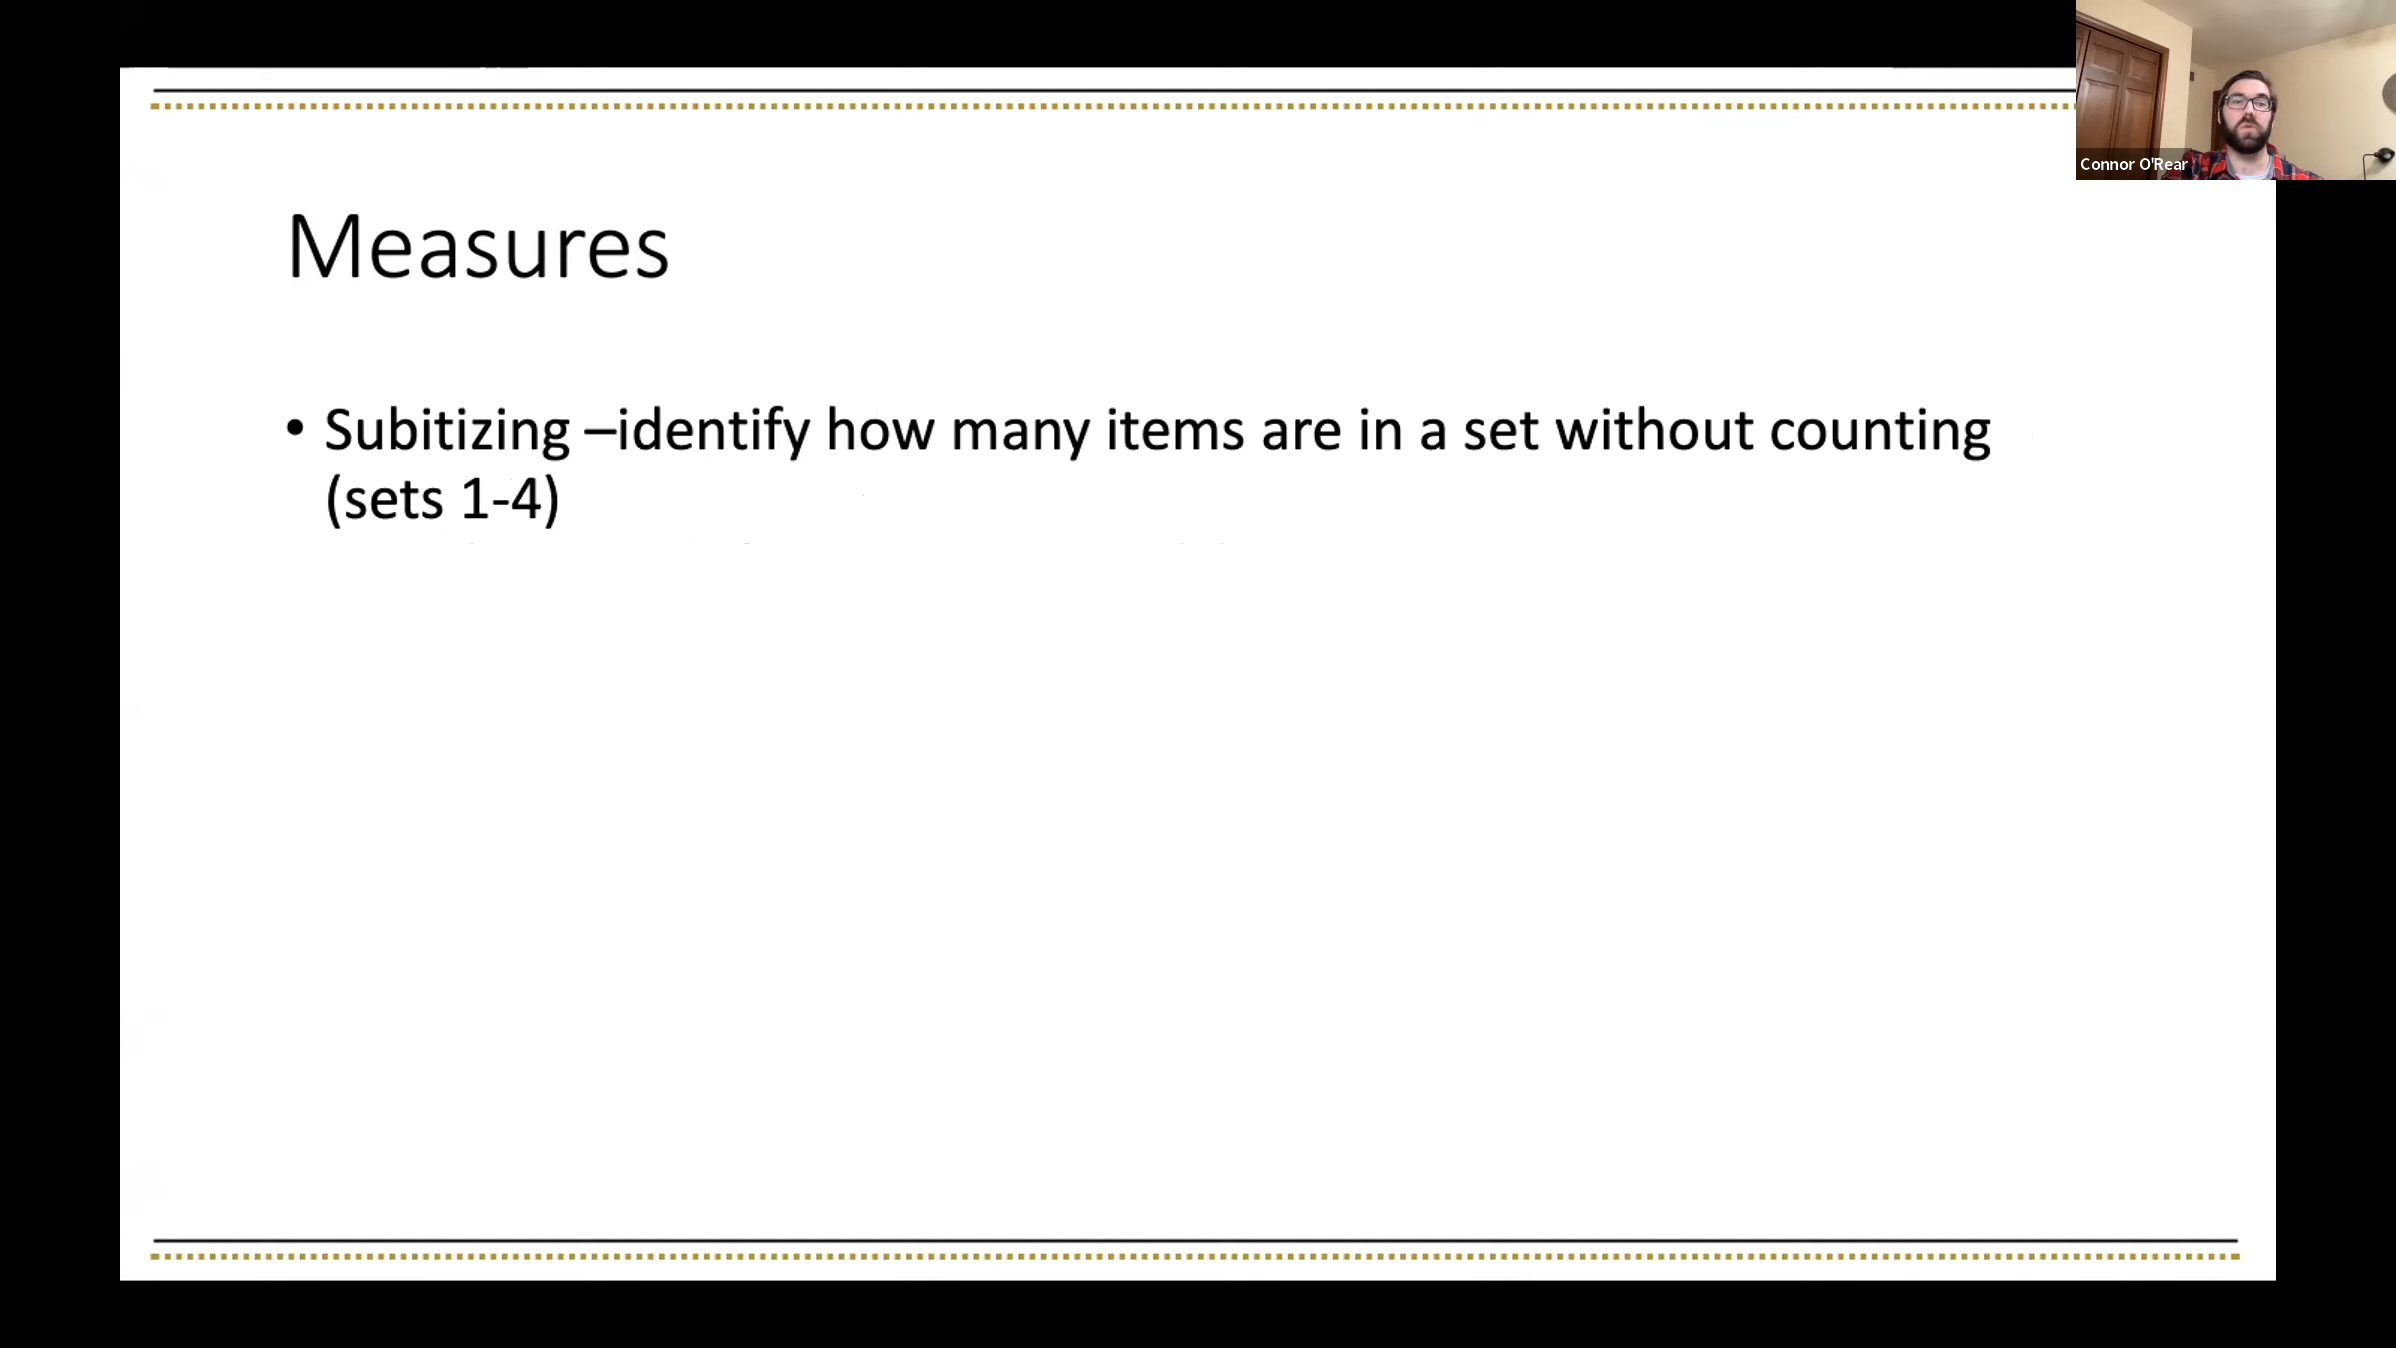 Connor O'Rear
Measures
• Subitizing –identify how many items are in a set without counting
(sets 1-4)